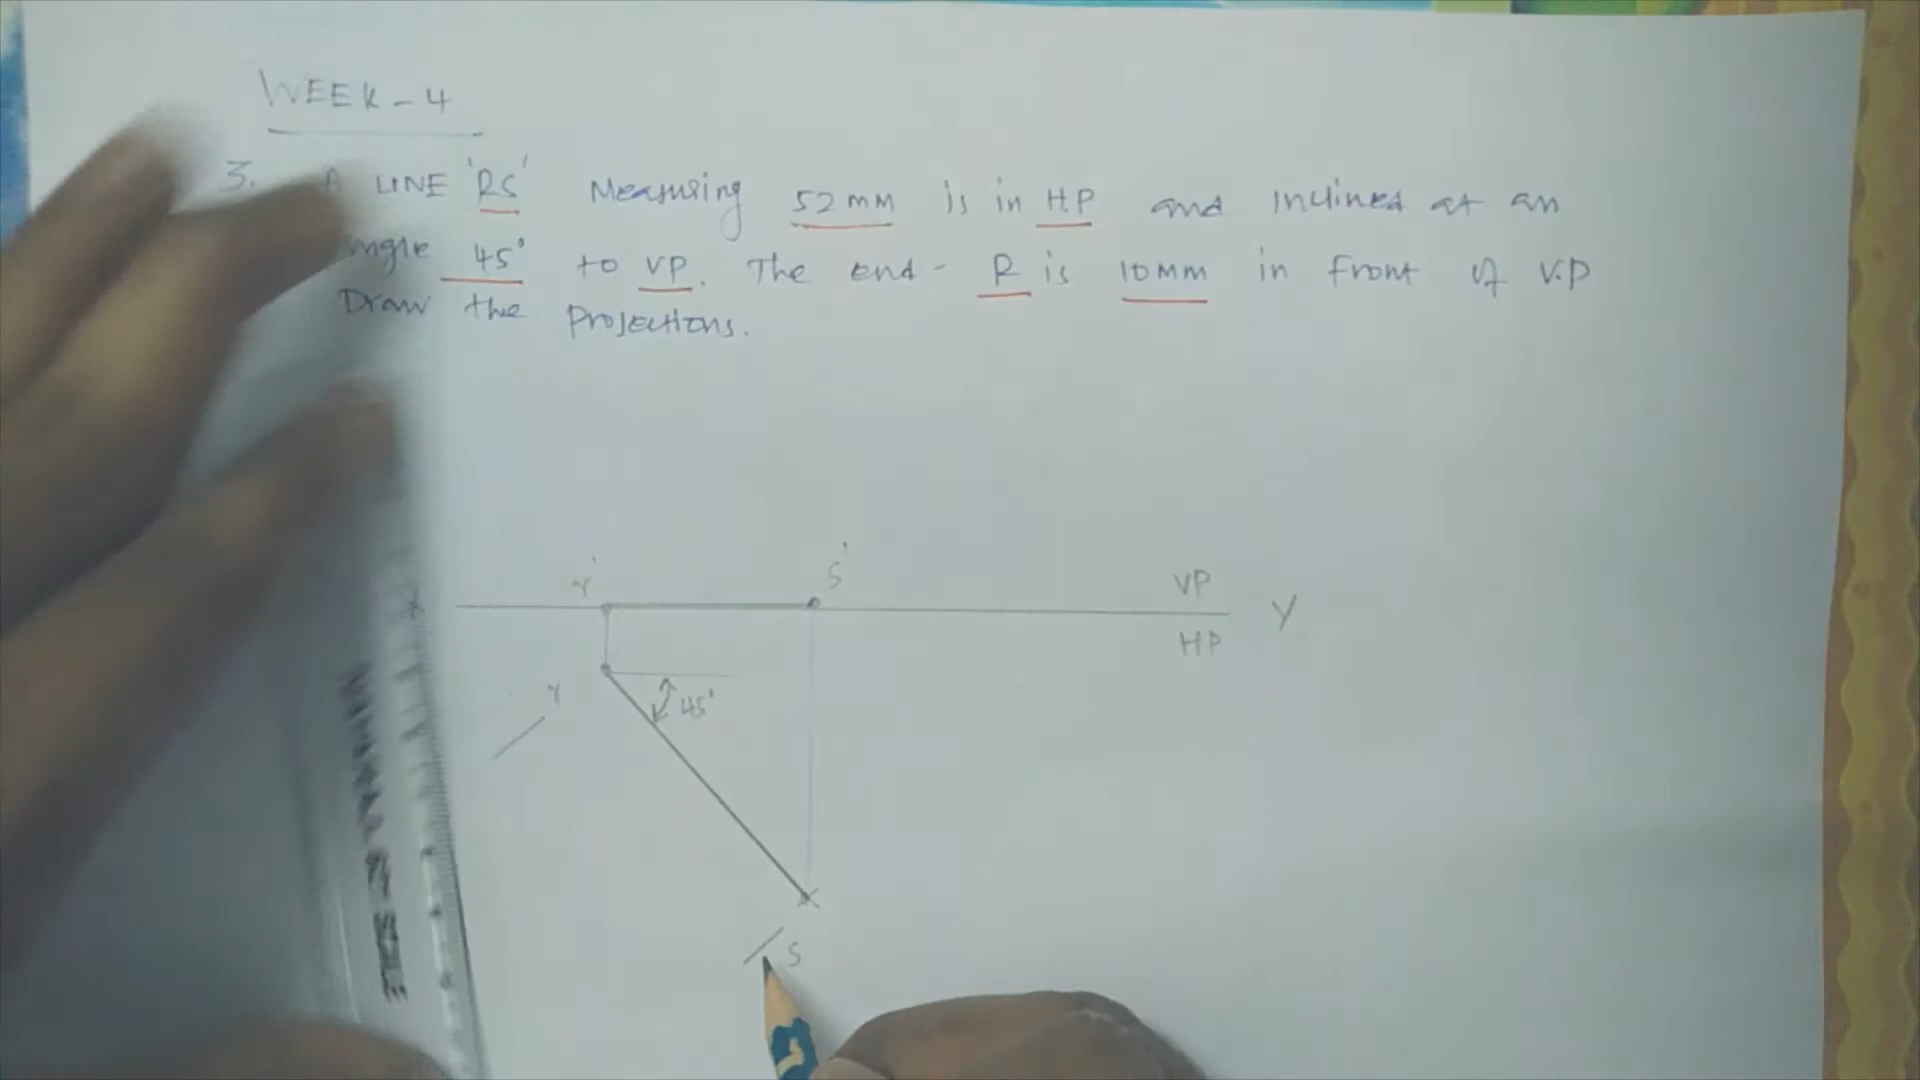 WEEK-4
3. A LINE 'RS' Measuring 52mm is in H.P and inclined at an
angle 45° to VP. The end - R is 10mm in front of V.P
Draw the projections.
r' s' VP
Y
HP
r 45°
s
SCALE